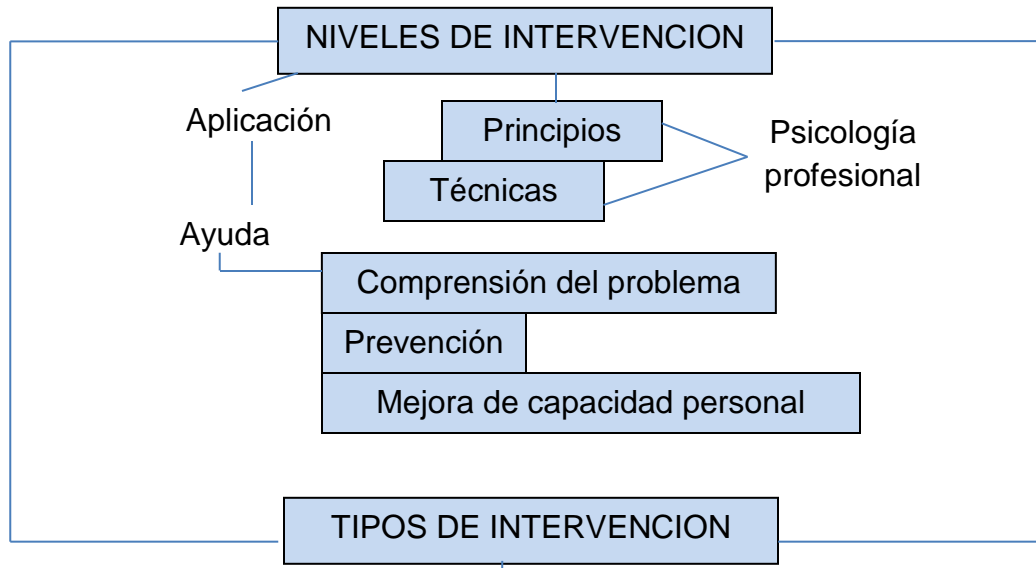 NIVELES DE INTERVENCION
Aplicación
Principios
Psicología
profesional
Técnicas
Ayuda
Comprensión del problema
Prevención
Mejora de capacidad personal
TIPOS DE INTERVENCION